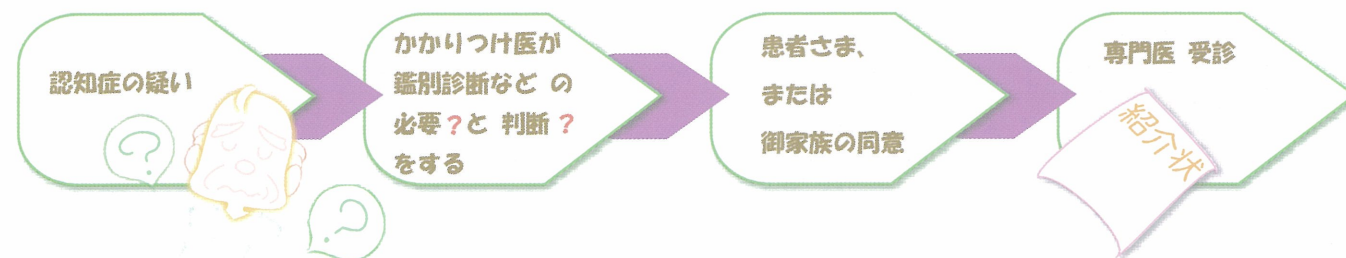 認知症の疑い
かかりつけ医が
鑑別診断など の
必要?と 判断 ?
をする
患者さま、
または
御家族の同意
専門医 受診
紹介状
?
?